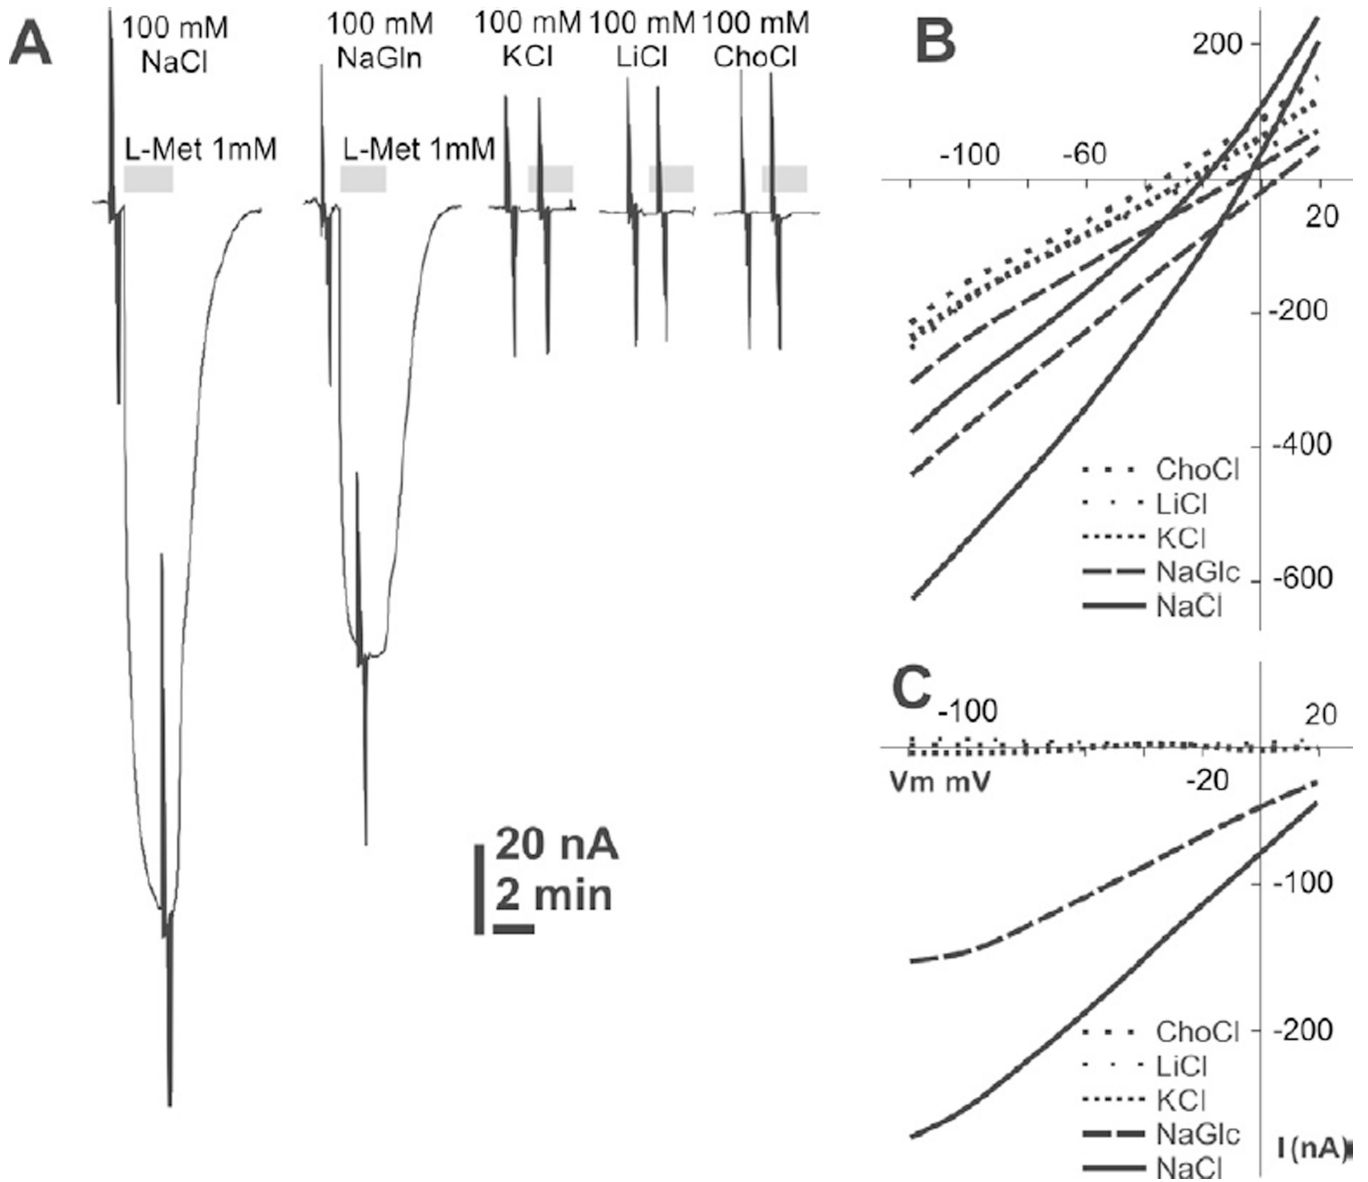 A
100 mM
NaCl
100 mM
NaGln
100 mM
KCl
100 mM
LiCl
100 mM
ChoCl
L-Met 1mM
L-Met 1mM
20 nA
2 min
B
200
-100
-60
20
-200
-400
-600
ChoCl
LiCl
KCl
NaGlc
NaCl
C
-100
20
Vm mV
-20
-100
-200
ChoCl
LiCl
KCl
NaGlc
NaCl
I (nA)